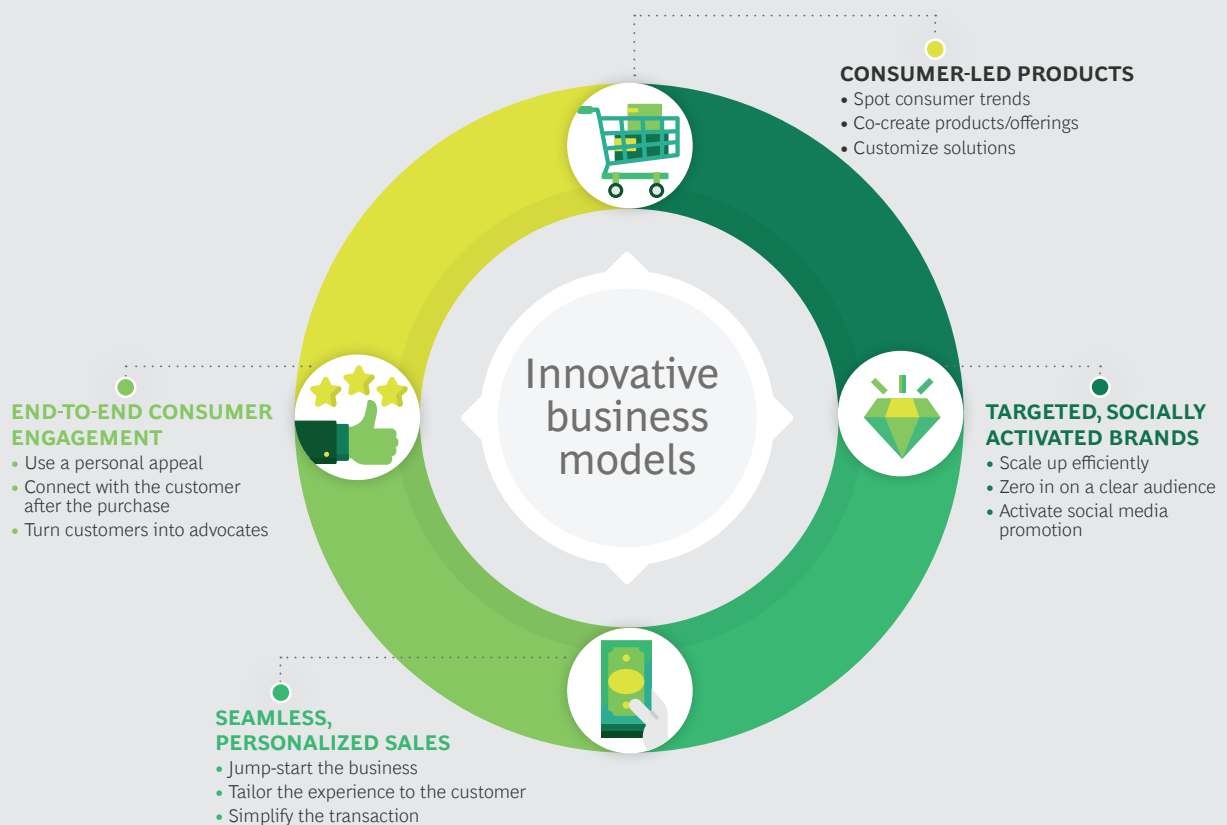 CONSUMER-LED PRODUCTS
• Spot consumer trends
• Co-create products/offerings
• Customize solutions
Innovative
business
models
END-TO-END CONSUMER
ENGAGEMENT
• Use a personal appeal
• Connect with the customer
after the purchase
• Turn customers into advocates
TARGETED, SOCIALLY
ACTIVATED BRANDS
• Scale up efficiently
• Zero in on a clear audience
• Activate social media
promotion
SEAMLESS,
PERSONALIZED SALES
• Jump-start the business
• Tailor the experience to the customer
• Simplify the transaction